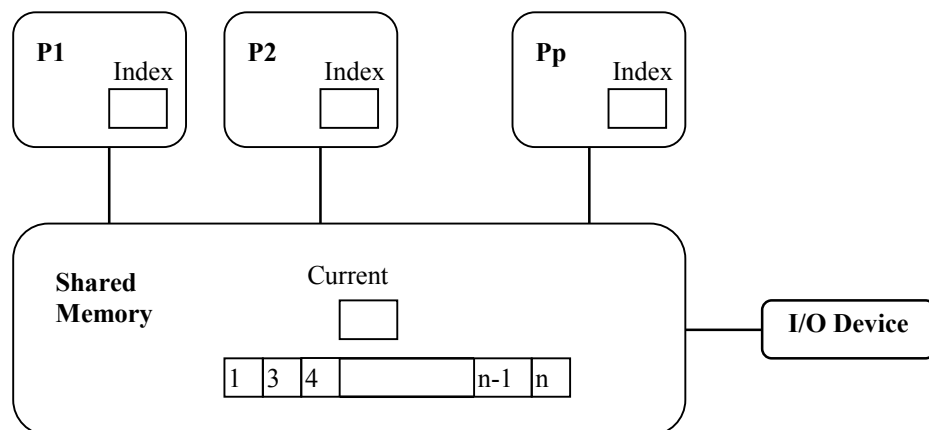 P1 P2 Pp
Index Index Index
Current
Shared
Memory
I/O Device
1 3 4 n-1 n